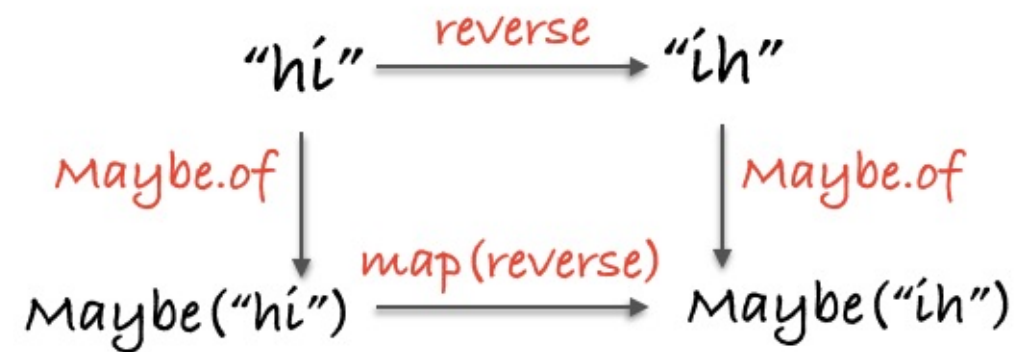 reverse
“hi” “ih”
Maybe.of Maybe.of
map(reverse)
Maybe(“hi”) Maybe(“ih”)